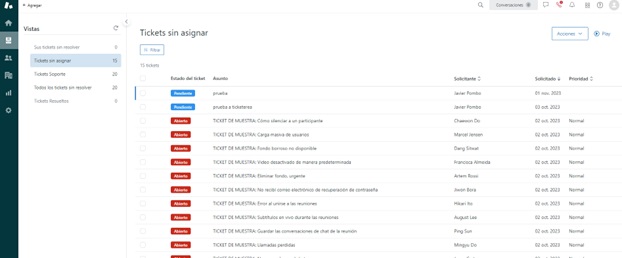 Agregar
Conversaciones 0
Vistas
Sus tickets sin resolver 0
Tickets sin asignar 15
Tickets Soporte 20
Todos los tickets sin resolver 20
Tickets Resueltos 0
Tickets sin asignar
Filtrar
Acciones
Play
15 tickets
Estado del ticket Asunto Solicitante Solicitado Prioridad
Pendiente prueba Javier Pombo 01 nov. 2023
Pendiente prueba a ticketeras Javier Pombo 03 oct. 2023
Abierto TICKET DE MUESTRA: Cómo silenciar a un participante Chaewon Do 02 oct. 2023 Normal
Abierto TICKET DE MUESTRA: Carga masiva de usuarios Marcel Jensen 02 oct. 2023 Normal
Abierto TICKET DE MUESTRA: Fondo borroso no disponible 02 oct. 2023 Normal
Abierto TICKET DE MUESTRA: Video desactivado de manera predeterminada Francisca Almeida 02 oct. 2023 Normal
Abierto TICKET DE MUESTRA: Eliminar fondo, urgente Artem Rossi 02 oct. 2023 Normal
Abierto TICKET DE MUESTRA: No recibí correo electrónico de recuperación de contraseña Jiwon Bora 02 oct. 2023 Normal
Abierto TICKET DE MUESTRA: Error al unirse a las reuniones Hikari Ito 02 oct. 2023 Normal
Abierto TICKET DE MUESTRA: Subtítulos en vivo durante las reuniones August Lee 02 oct. 2023 Normal
Abierto TICKET DE MUESTRA: Guardar las conversaciones de chat de la reunión Ping Sun 02 oct. 2023 Normal
Abierto TICKET DE MUESTRA: Llamadas perdidas Mingyu Do 02 oct. 2023 Normal